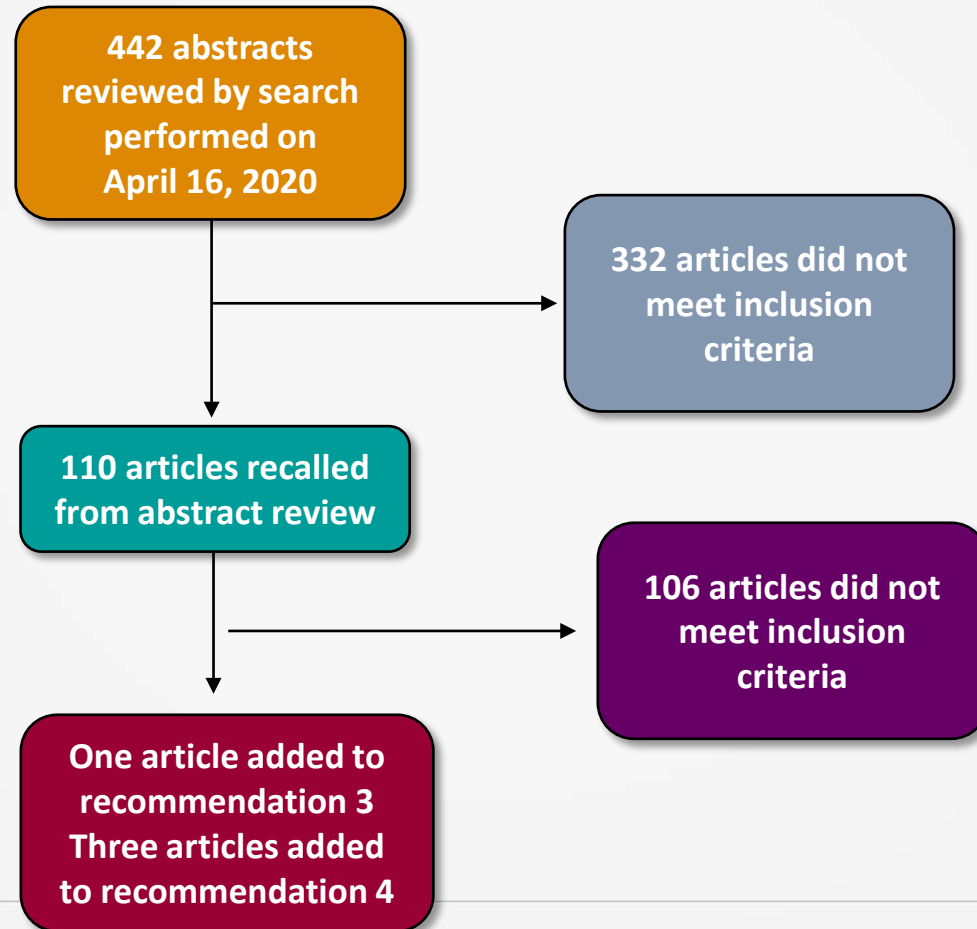 442 abstracts
reviewed by search
performed on
April 16, 2020
332 articles did not
meet inclusion
criteria
110 articles recalled
from abstract review
106 articles did not
meet inclusion
criteria
One article added to
recommendation 3
Three articles added
to recommendation 4